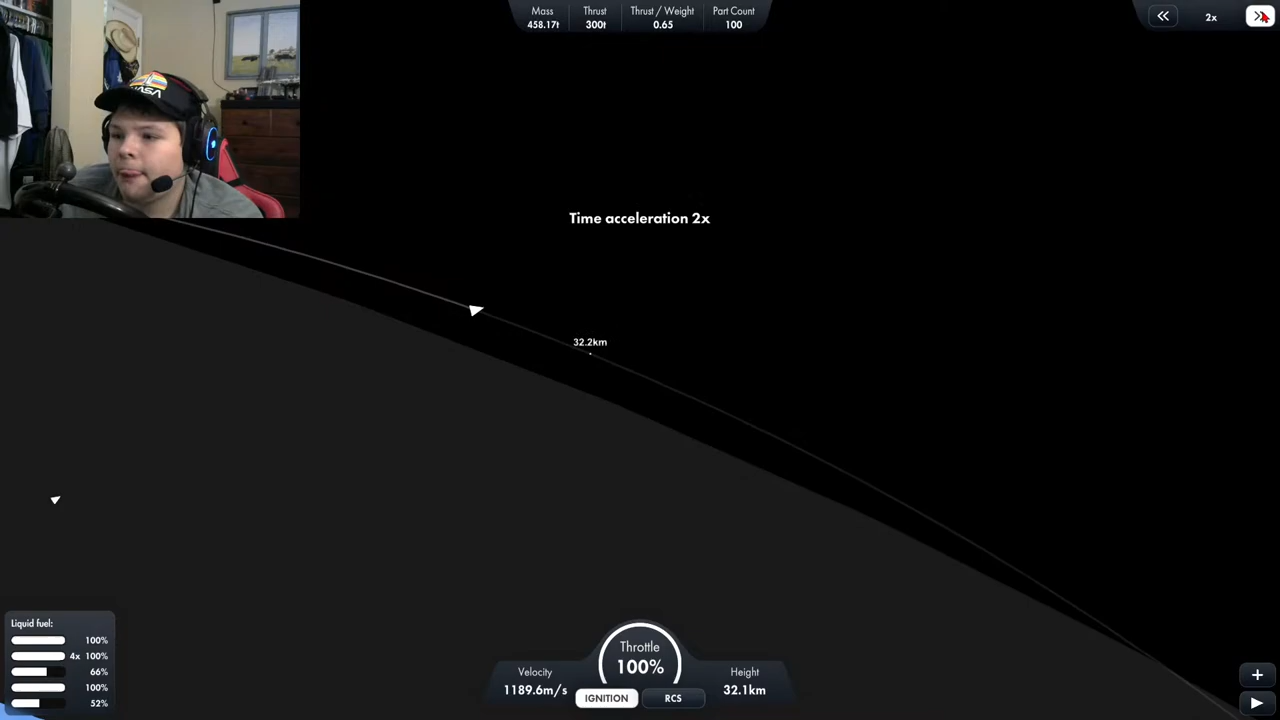 Mass
458.17t
Thrust
300t
Thrust / Weight
0.65
Part Count
100
2x
NASA
Time acceleration 2x
32.2km
Liquid fuel:
100%
4x 100%
66%
100%
52%
Velocity
1189.6m/s
Throttle
100%
Height
32.1km
IGNITION
RCS